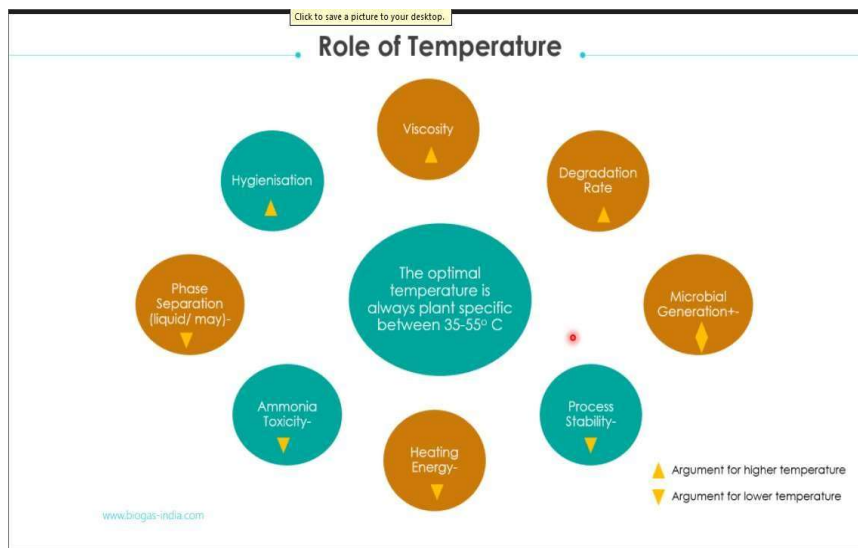 Click to save a picture to your desktop.
Role of Temperature
Viscosity
Hygienisation
Degradation
Rate
The optimal
temperature is
always plant specific
between 35-55º C
Phase
Separation
(liquid/ may)-
Microbial
Generation+-
Ammonia
Toxicity-
Process
Stability-
Heating
Energy-
Argument for higher temperature
Argument for lower temperature
www.biogas-india.com